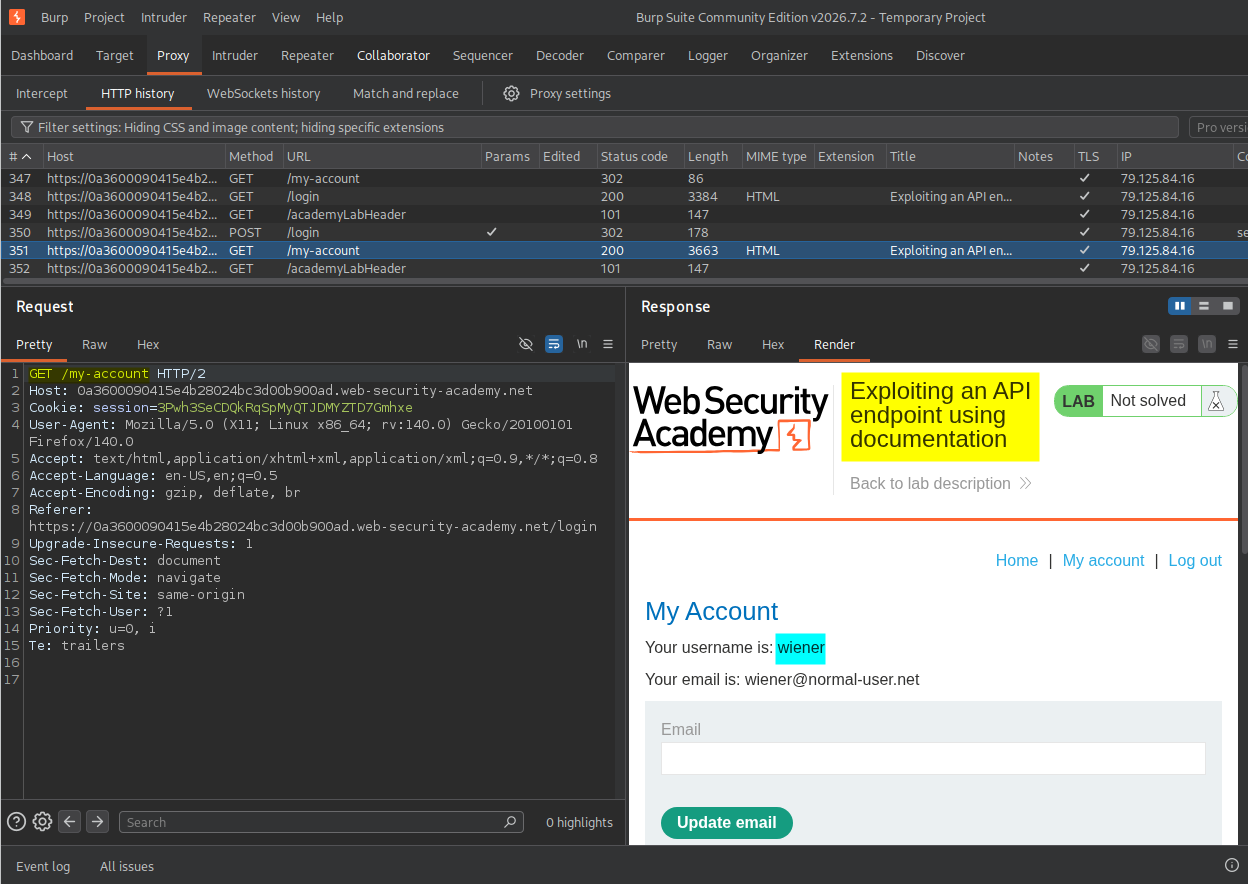 Burp Project Intruder Repeater View Help Burp Suite Community Edition v2026.7.2 - Temporary Project
Dashboard Target Proxy Intruder Repeater Collaborator Sequencer Decoder Comparer Logger Organizer Extensions Discover
Intercept HTTP history WebSockets history Match and replace Proxy settings
Filter settings: Hiding CSS and image content; hiding specific extensions Pro versi
# Host Method URL Params Edited Status code Length MIME type Extension Title Notes TLS IP Co
347 https://0a3600090415e4b2... GET /my-account 302 86 ✓ 79.125.84.16
348 https://0a3600090415e4b2... GET /login 200 3384 HTML Exploiting an API en... ✓ 79.125.84.16
349 https://0a3600090415e4b2... GET /academyLabHeader 101 147 ✓ 79.125.84.16
350 https://0a3600090415e4b2... POST /login ✓ 302 178 ✓ 79.125.84.16 se
351 https://0a3600090415e4b2... GET /my-account 200 3663 HTML Exploiting an API en... ✓ 79.125.84.16
352 https://0a3600090415e4b2... GET /academyLabHeader 101 147 ✓ 79.125.84.16
Request
Pretty Raw Hex \n
1 GET /my-account HTTP/2
2 Host: 0a3600090415e4b28024bc3d00b900ad.web-security-academy.net
3 Cookie: session=3Pwh3SeCDQkRqSpMyQTJDMYZTD7Gmhxe
4 User-Agent: Mozilla/5.0 (X11; Linux x86_64; rv:140.0) Gecko/20100101
Firefox/140.0
5 Accept: text/html,application/xhtml+xml,application/xml;q=0.9,*/*;q=0.8
6 Accept-Language: en-US,en;q=0.5
7 Accept-Encoding: gzip, deflate, br
8 Referer:
https://0a3600090415e4b28024bc3d00b900ad.web-security-academy.net/login
9 Upgrade-Insecure-Requests: 1
10 Sec-Fetch-Dest: document
11 Sec-Fetch-Mode: navigate
12 Sec-Fetch-Site: same-origin
13 Sec-Fetch-User: ?1
14 Priority: u=0, i
15 Te: trailers
16
17
Search 0 highlights
Response
Pretty Raw Hex Render \n
Web Security
Academy
Exploiting an API
endpoint using
documentation
Back to lab description
LAB Not solved
Home | My account | Log out
My Account
Your username is: wiener
Your email is: wiener@normal-user.net
Email
Update email
Event log All issues